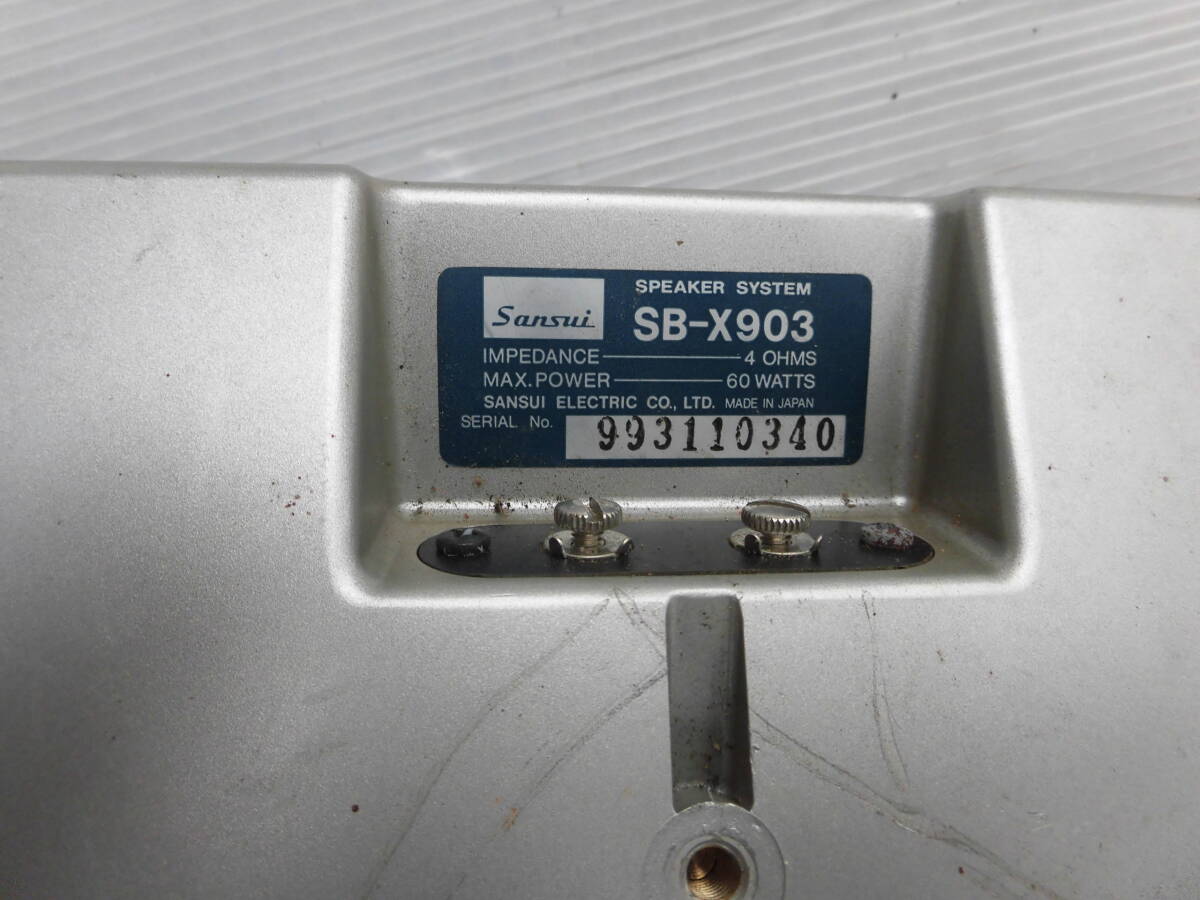 Sansui
SPEAKER SYSTEM
SB-X903
IMPEDANCE 4 OHMS
MAX. POWER 60 WATTS
SANSUI ELECTRIC CO., LTD. MADE IN JAPAN
SERIAL No. 993110340